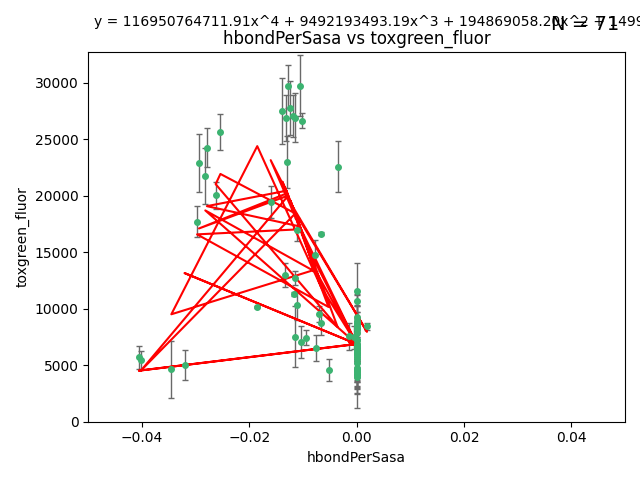 y = 116950764711.91x^4 + 9492193493.19x^3 + 194869058.20x^2 +
N = 71
hbondPerSasa vs toxgreen_fluor
30000
25000
20000
15000
10000
5000
0
toxgreen_fluor
−0.04 −0.02 0.00 0.02 0.04
hbondPerSasa